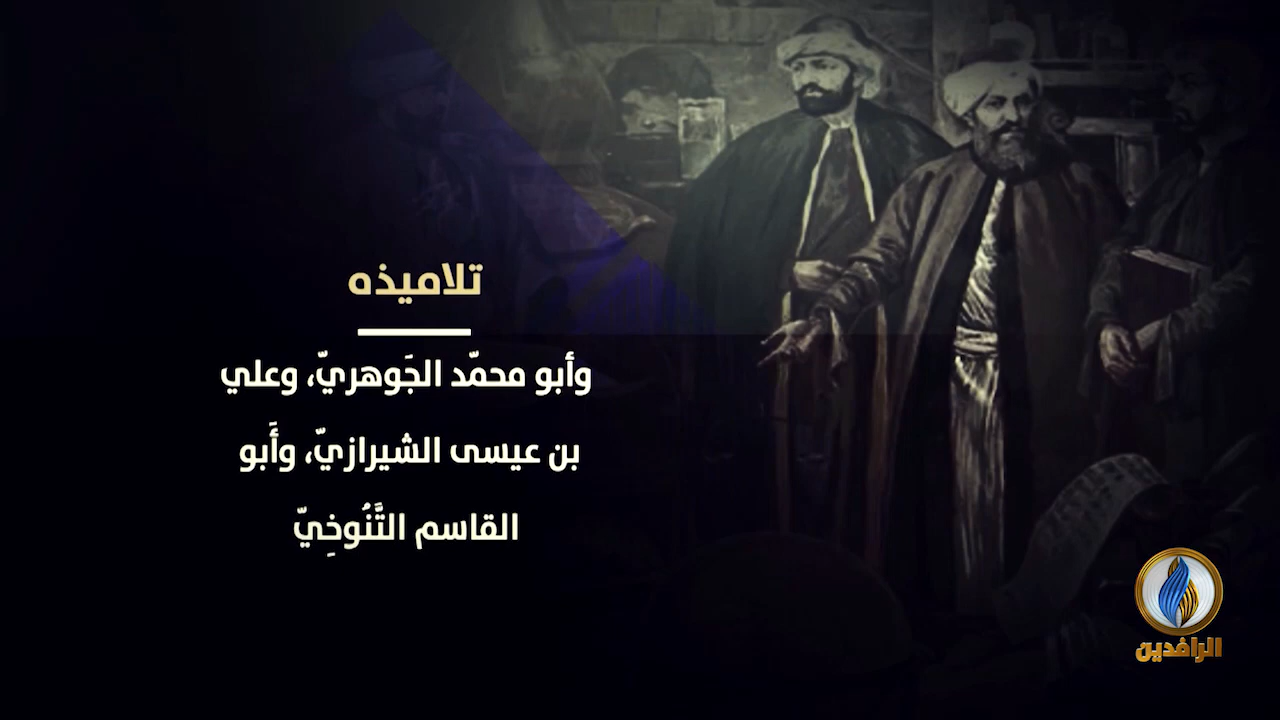 تلاميذه
وأبو محمّد الجَوهريّ، وعلي
بن عيسى الشيرازيّ، وأَبو
القاسم التَّنُوخِيّ
الرافدين